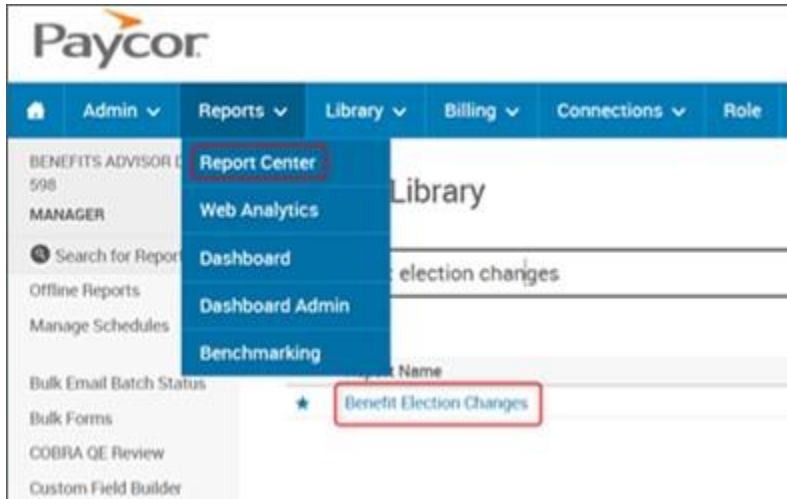 Paycor
Admin Reports Library Billing Connections Role
BENEFITS ADVISOR
598
MANAGER
Search for Repor
Offline Reports
Manage Schedules
Bulk Email Batch Status
Bulk Forms
COBRA QE Review
Custom Field Builder
Report Center
Web Analytics
Dashboard
Dashboard Admin
Benchmarking
Library
election changes
Name
Benefit Election Changes